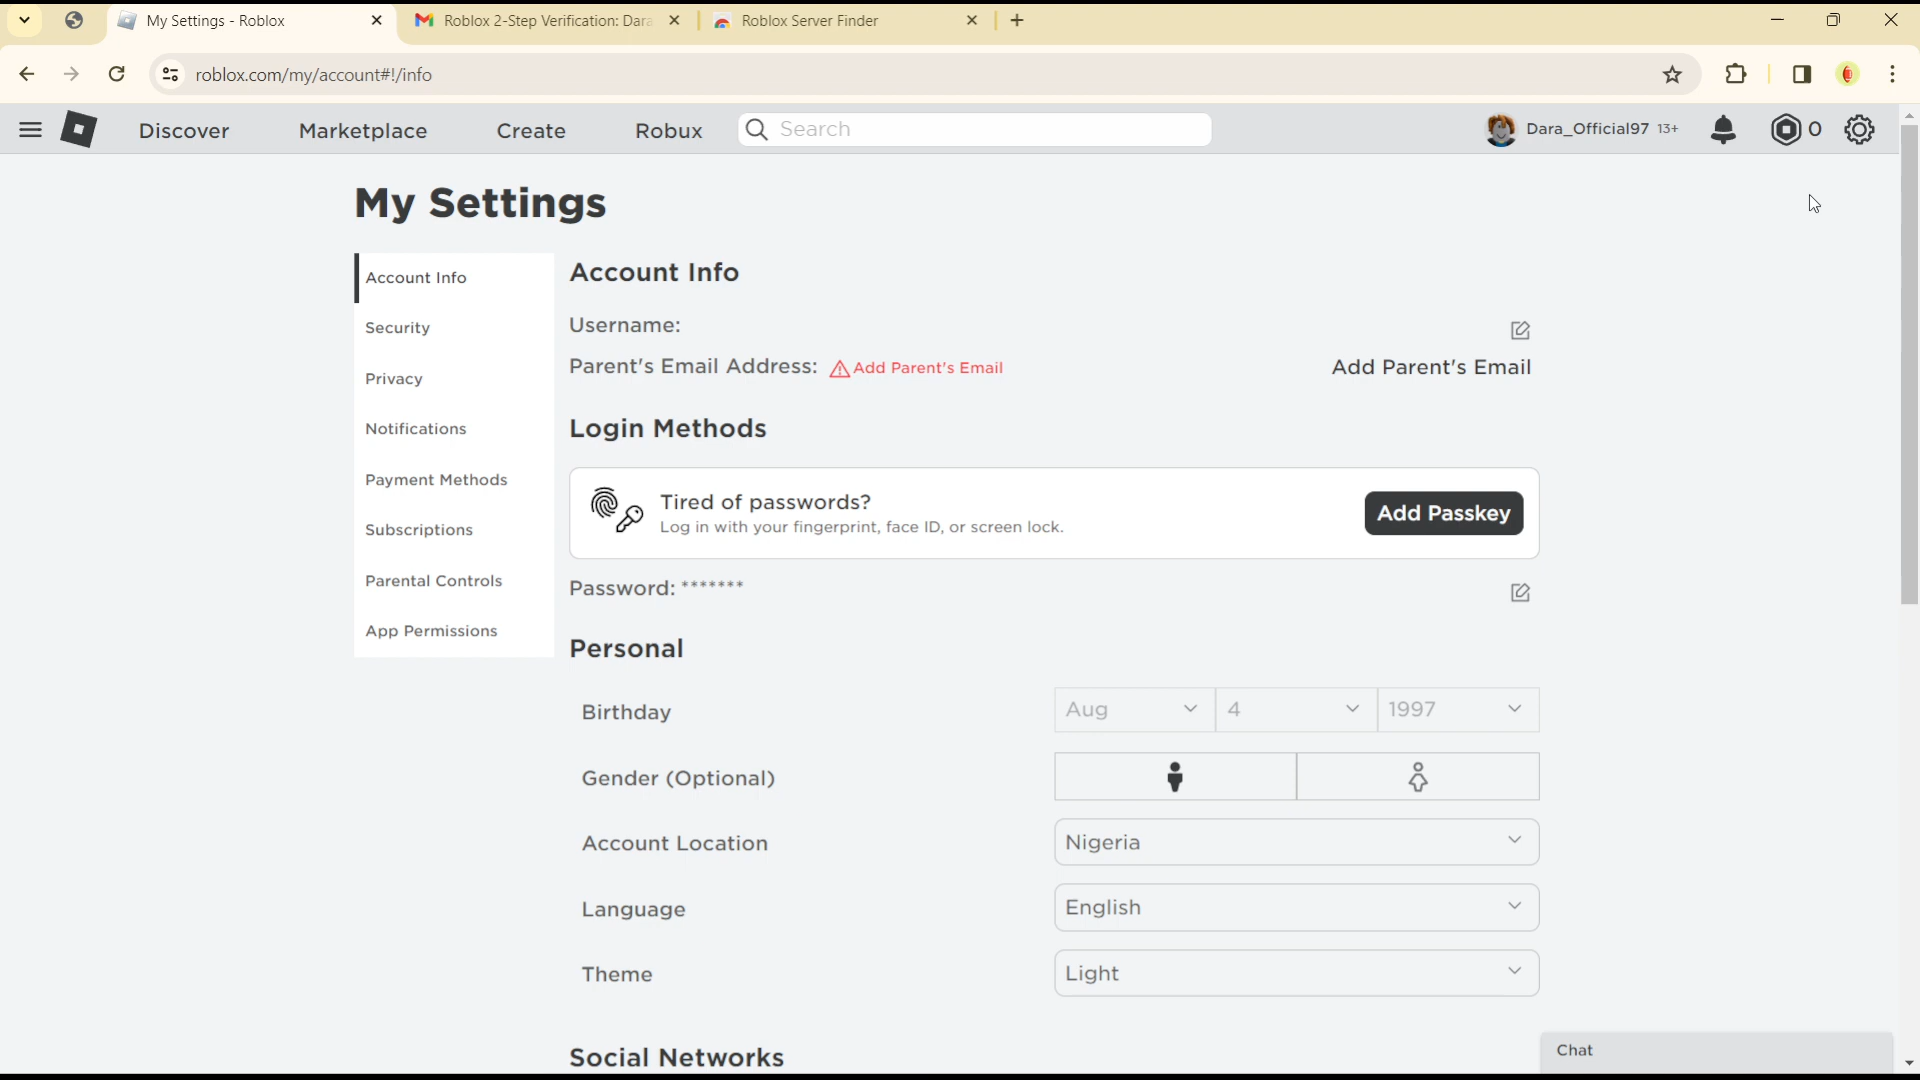 My Settings - Roblox
Roblox 2-Step Verification: Dara
Roblox Server Finder
roblox.com/my/account#!/info
Discover
Marketplace
Create
Robux
Search
Dara_Official97 13+
0
My Settings
Account Info
Security
Privacy
Notifications
Payment Methods
Subscriptions
Parental Controls
App Permissions
Account Info
Username:
Parent's Email Address: Add Parent's Email
Add Parent's Email
Login Methods
Tired of passwords?
Log in with your fingerprint, face ID, or screen lock.
Add Passkey
Password: *******
Personal
Birthday
Aug
4
1997
Gender (Optional)
Account Location
Nigeria
Language
English
Theme
Light
Social Networks
Chat